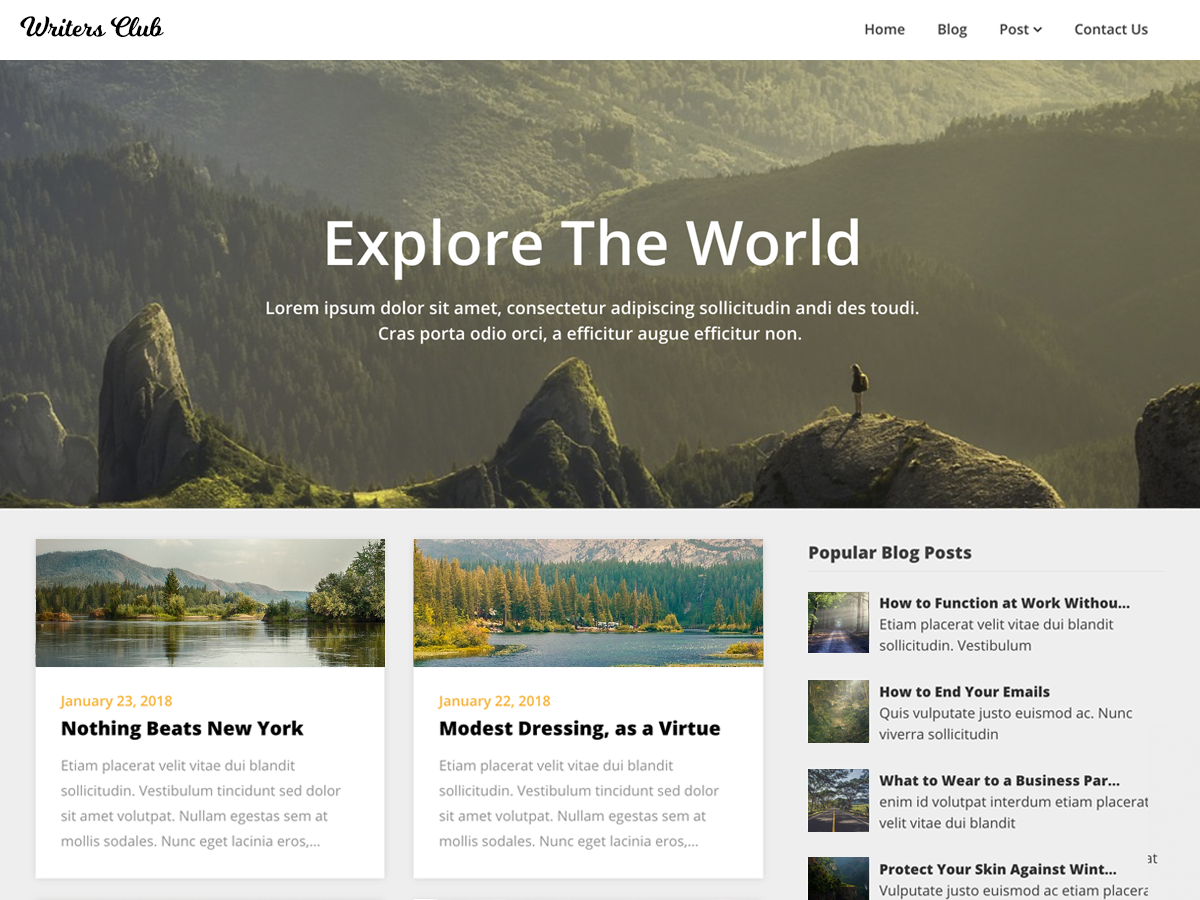 Writers Club
Home Blog Post Contact Us
Explore The World
Lorem ipsum dolor sit amet, consectetur adipiscing sollicitudin andi des toudi.
Cras porta odio orci, a efficitur augue efficitur non.
January 23, 2018
Nothing Beats New York
Etiam placerat velit vitae dui blandit
sollicitudin. Vestibulum tincidunt sed dolor
sit amet volutpat. Nullam egestas sem at
mollis sodales. Nunc eget lacinia eros,...
January 22, 2018
Modest Dressing, as a Virtue
Etiam placerat velit vitae dui blandit
sollicitudin. Vestibulum tincidunt sed dolor
sit amet volutpat. Nullam egestas sem at
mollis sodales. Nunc eget lacinia eros,...
Popular Blog Posts
How to Function at Work Withou...
Etiam placerat velit vitae dui blandit
sollicitudin. Vestibulum
How to End Your Emails
Quis vulputate justo euismod ac. Nunc
viverra sollicitudin
What to Wear to a Business Par...
enim id volutpat interdum etiam placerat
velit vitae dui blandit
at
Protect Your Skin Against Wint...
Vulputate justo euismod ac etiam placera